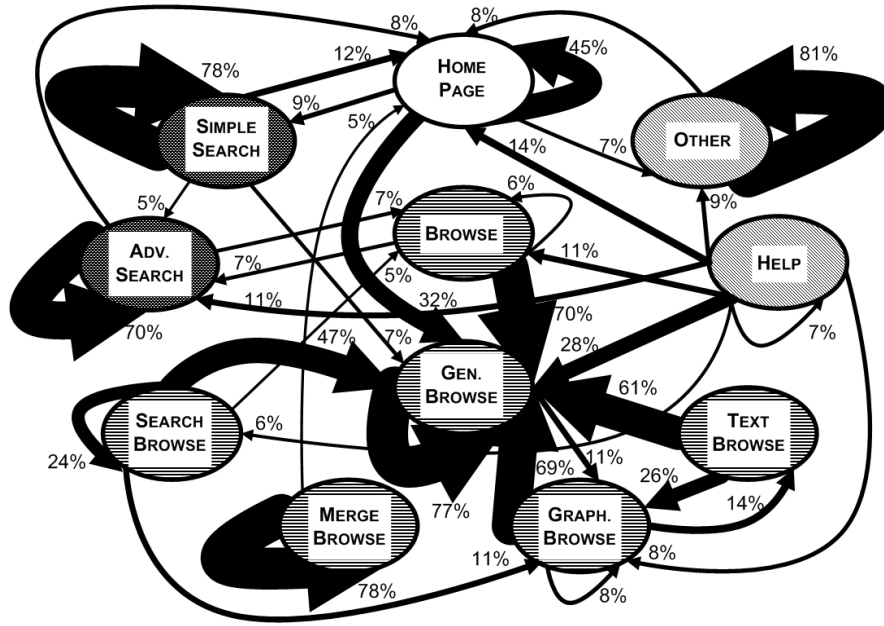 8%
8%
78%
12%
45%
81%
HOME
PAGE
9%
SIMPLE
SEARCH
5%
14%
7%
OTHER
5%
7%
6%
9%
BROWSE
ADV.
SEARCH
7%
5%
11%
HELP
11%
32%
70%
70%
47%
7%
28%
7%
GEN.
BROWSE
61%
SEARCH
BROWSE
6%
TEXT
BROWSE
24%
69%
11%
26%
77%
14%
MERGE
BROWSE
GRAPH.
BROWSE
11%
8%
78%
8%